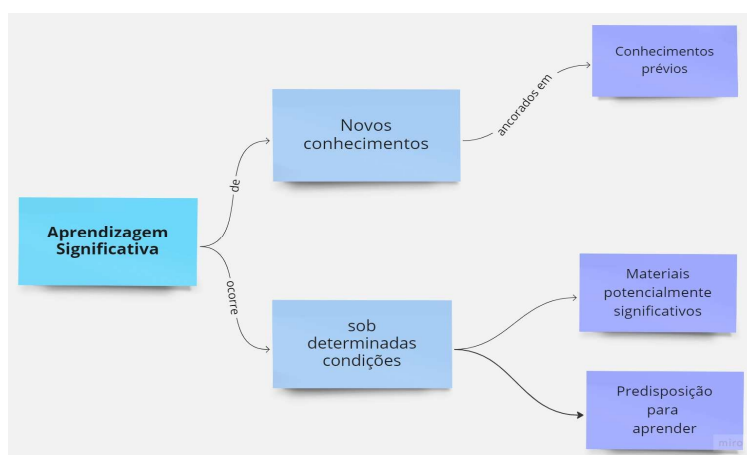 Conhecimentos
prévios
ancorados em
Novos
conhecimentos
de
Aprendizagem
Significativa
ocorre
sob
determinadas
condições
Materiais
potencialmente
significativos
Predisposição
para
aprender
miro